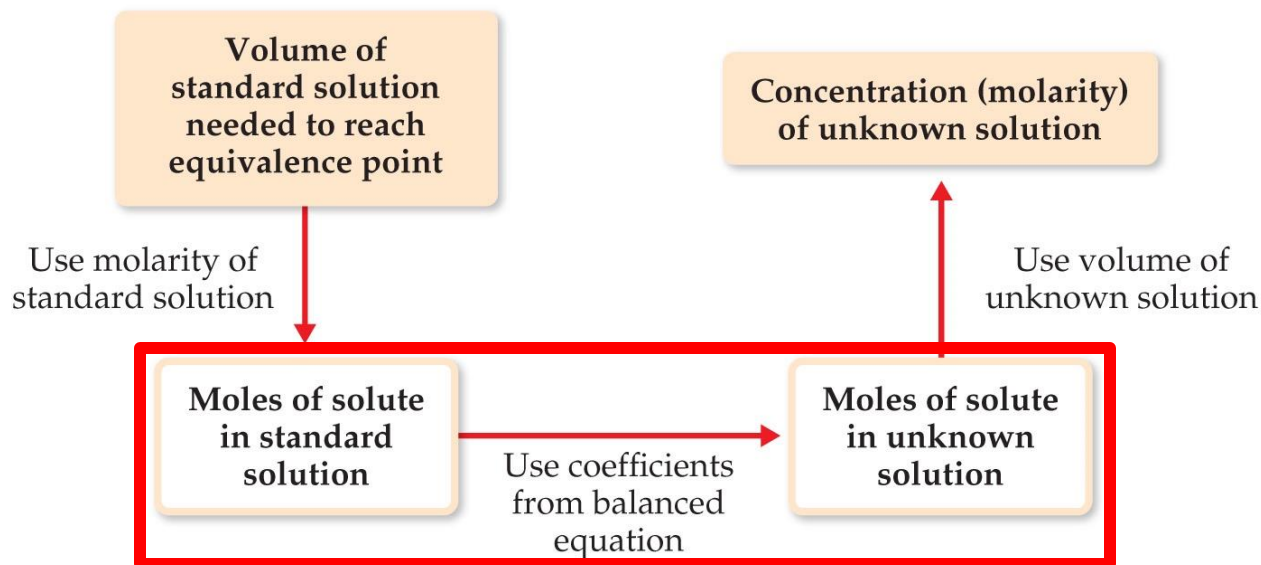 Volume of
standard solution
needed to reach
equivalence point
Concentration (molarity)
of unknown solution
Use molarity of
standard solution
Use volume of
unknown solution
Moles of solute
in standard
solution
Use coefficients
from balanced
equation
Moles of solute
in unknown
solution